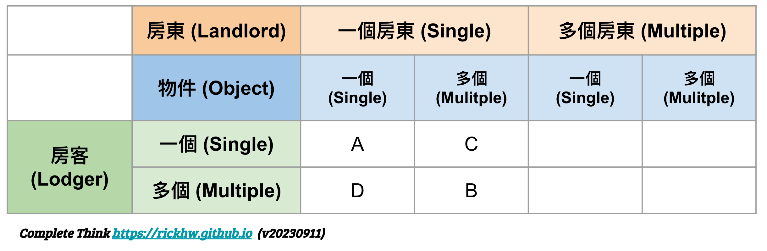 房東 (Landlord) 一個房東 (Single) 多個房東 (Multiple)
物件 (Object) 一個 (Single) 多個 (Mulitple) 一個 (Single) 多個 (Mulitple)
房客 (Lodger) 一個 (Single) A C
多個 (Multiple) D B
Complete Think https://rickhw.github.io (v20230911)